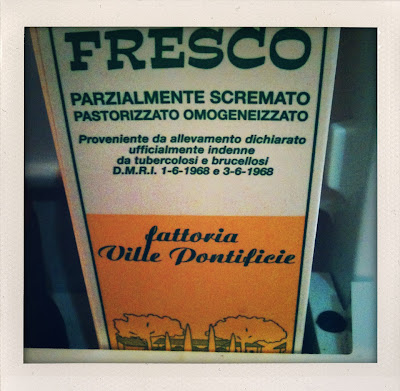 FRESCO
PARZIALMENTE SCREMATO
PASTORIZZATO OMOGENEIZZATO
Proveniente da allevamento dichiarato
ufficialmente indenne
da tubercolosi e brucellosi
D.M.R.I. 1-6-1968 e 3-6-1968
fattoria
Ville Pontificie